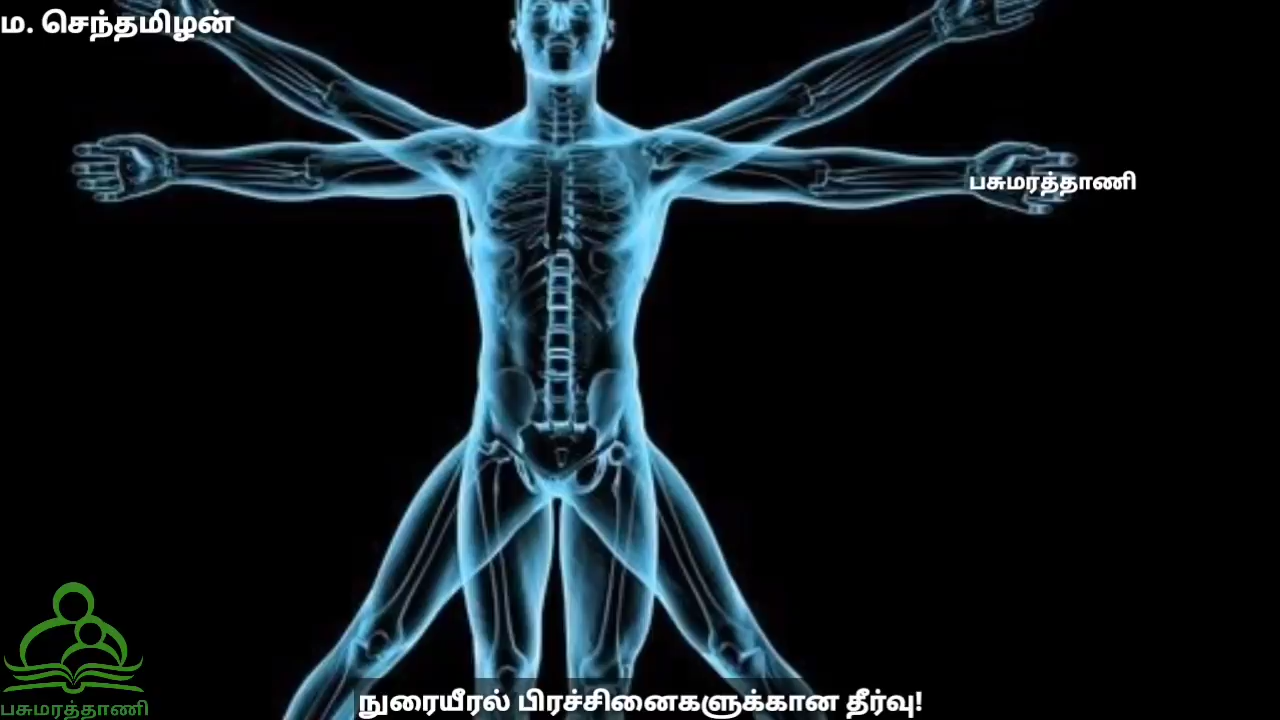 ம. செந்தமிழன்
பசுமரத்தாணி
நுரையீரல் பிரச்சினைகளுக்கான தீர்வு!
பசுமரத்தாணி